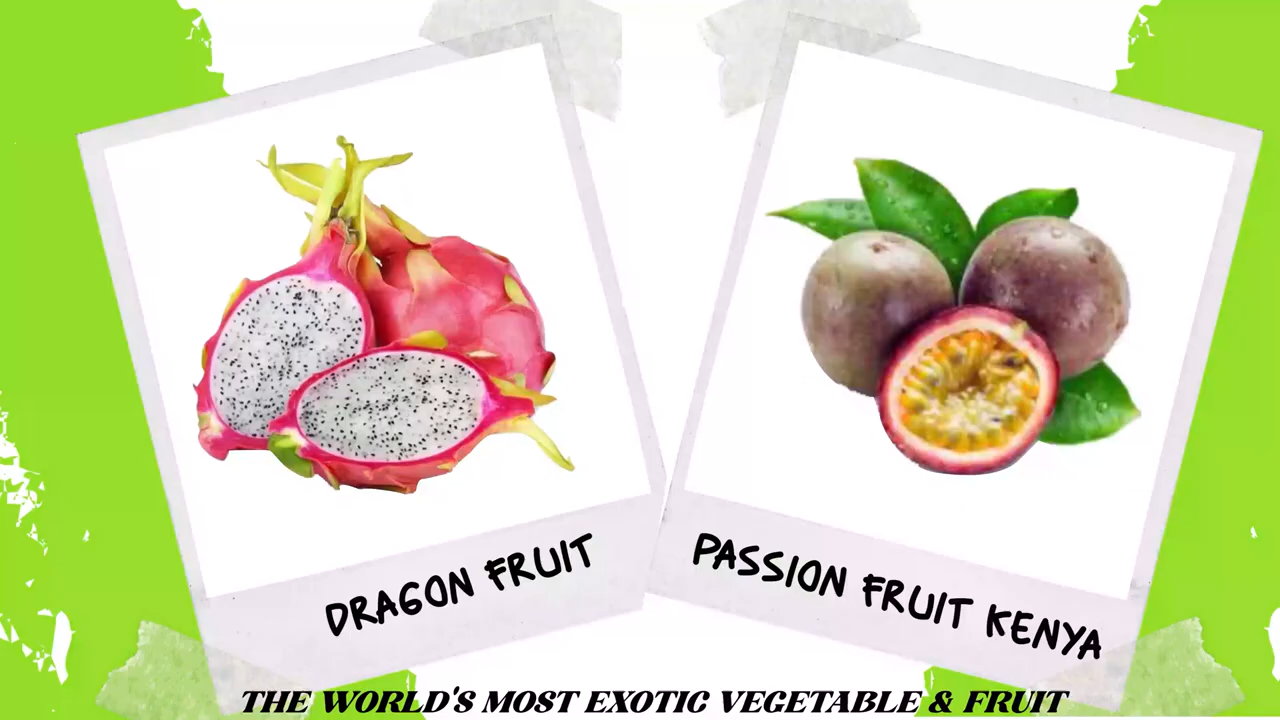 DRAGON FRUIT
PASSION FRUIT KENYA
THE WORLD'S MOST EXOTIC VEGETABLE & FRUIT